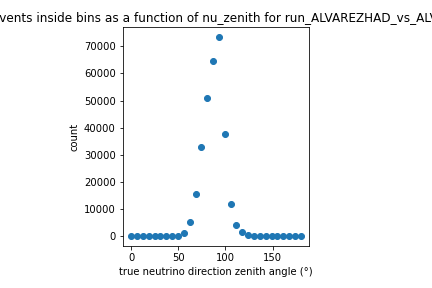 vents inside bins as a function of nu_zenith for run_ALVAREZHAD_vs_ALV
70000
60000
50000
40000
30000
20000
10000
0
count
0 50 100 150
true neutrino direction zenith angle (°)